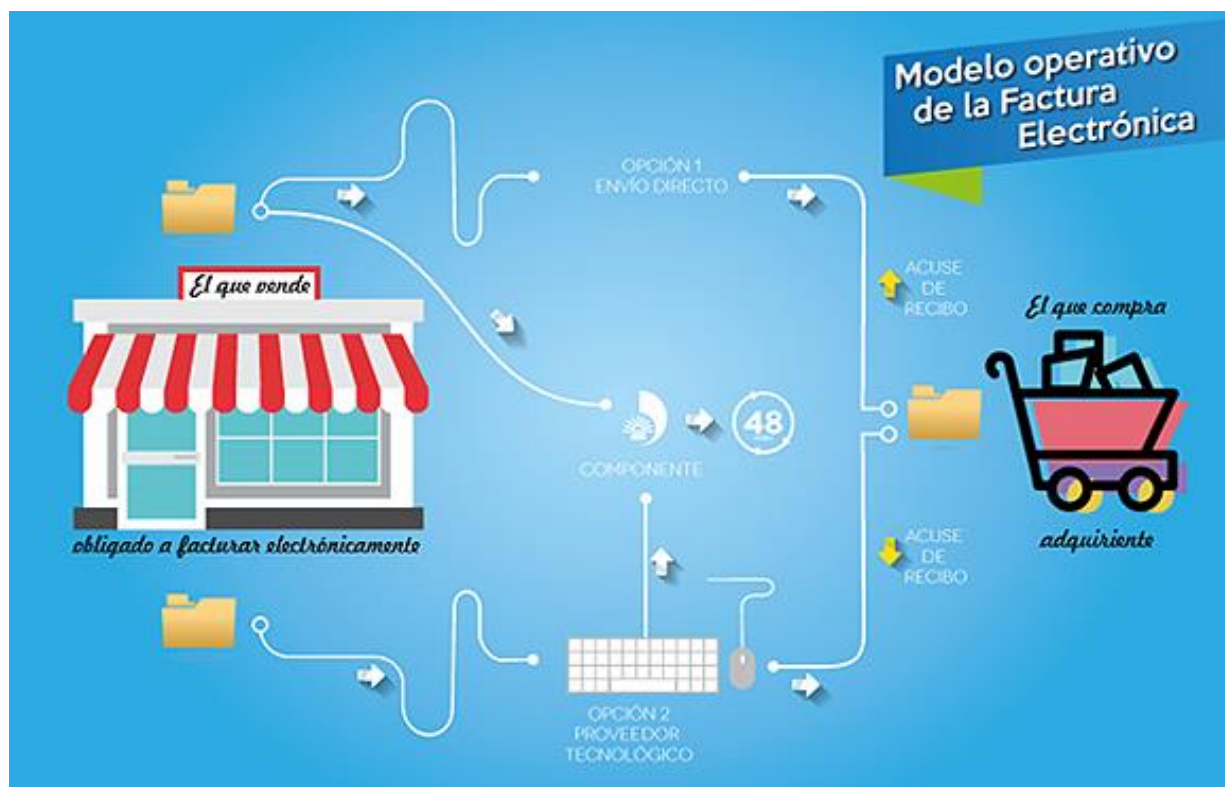 Modelo operativo
de la Factura
Electrónica
OPCIÓN 1
ENVÍO DIRECTO
El que vende
ACUSE
DE
RECIBO
El que compra
48
COMPONENTE
obligado a facturar electrónicamente
ACUSE
DE
RECIBO
adquiriente
OPCIÓN 2
PROVEEDOR
TECNOLÓGICO